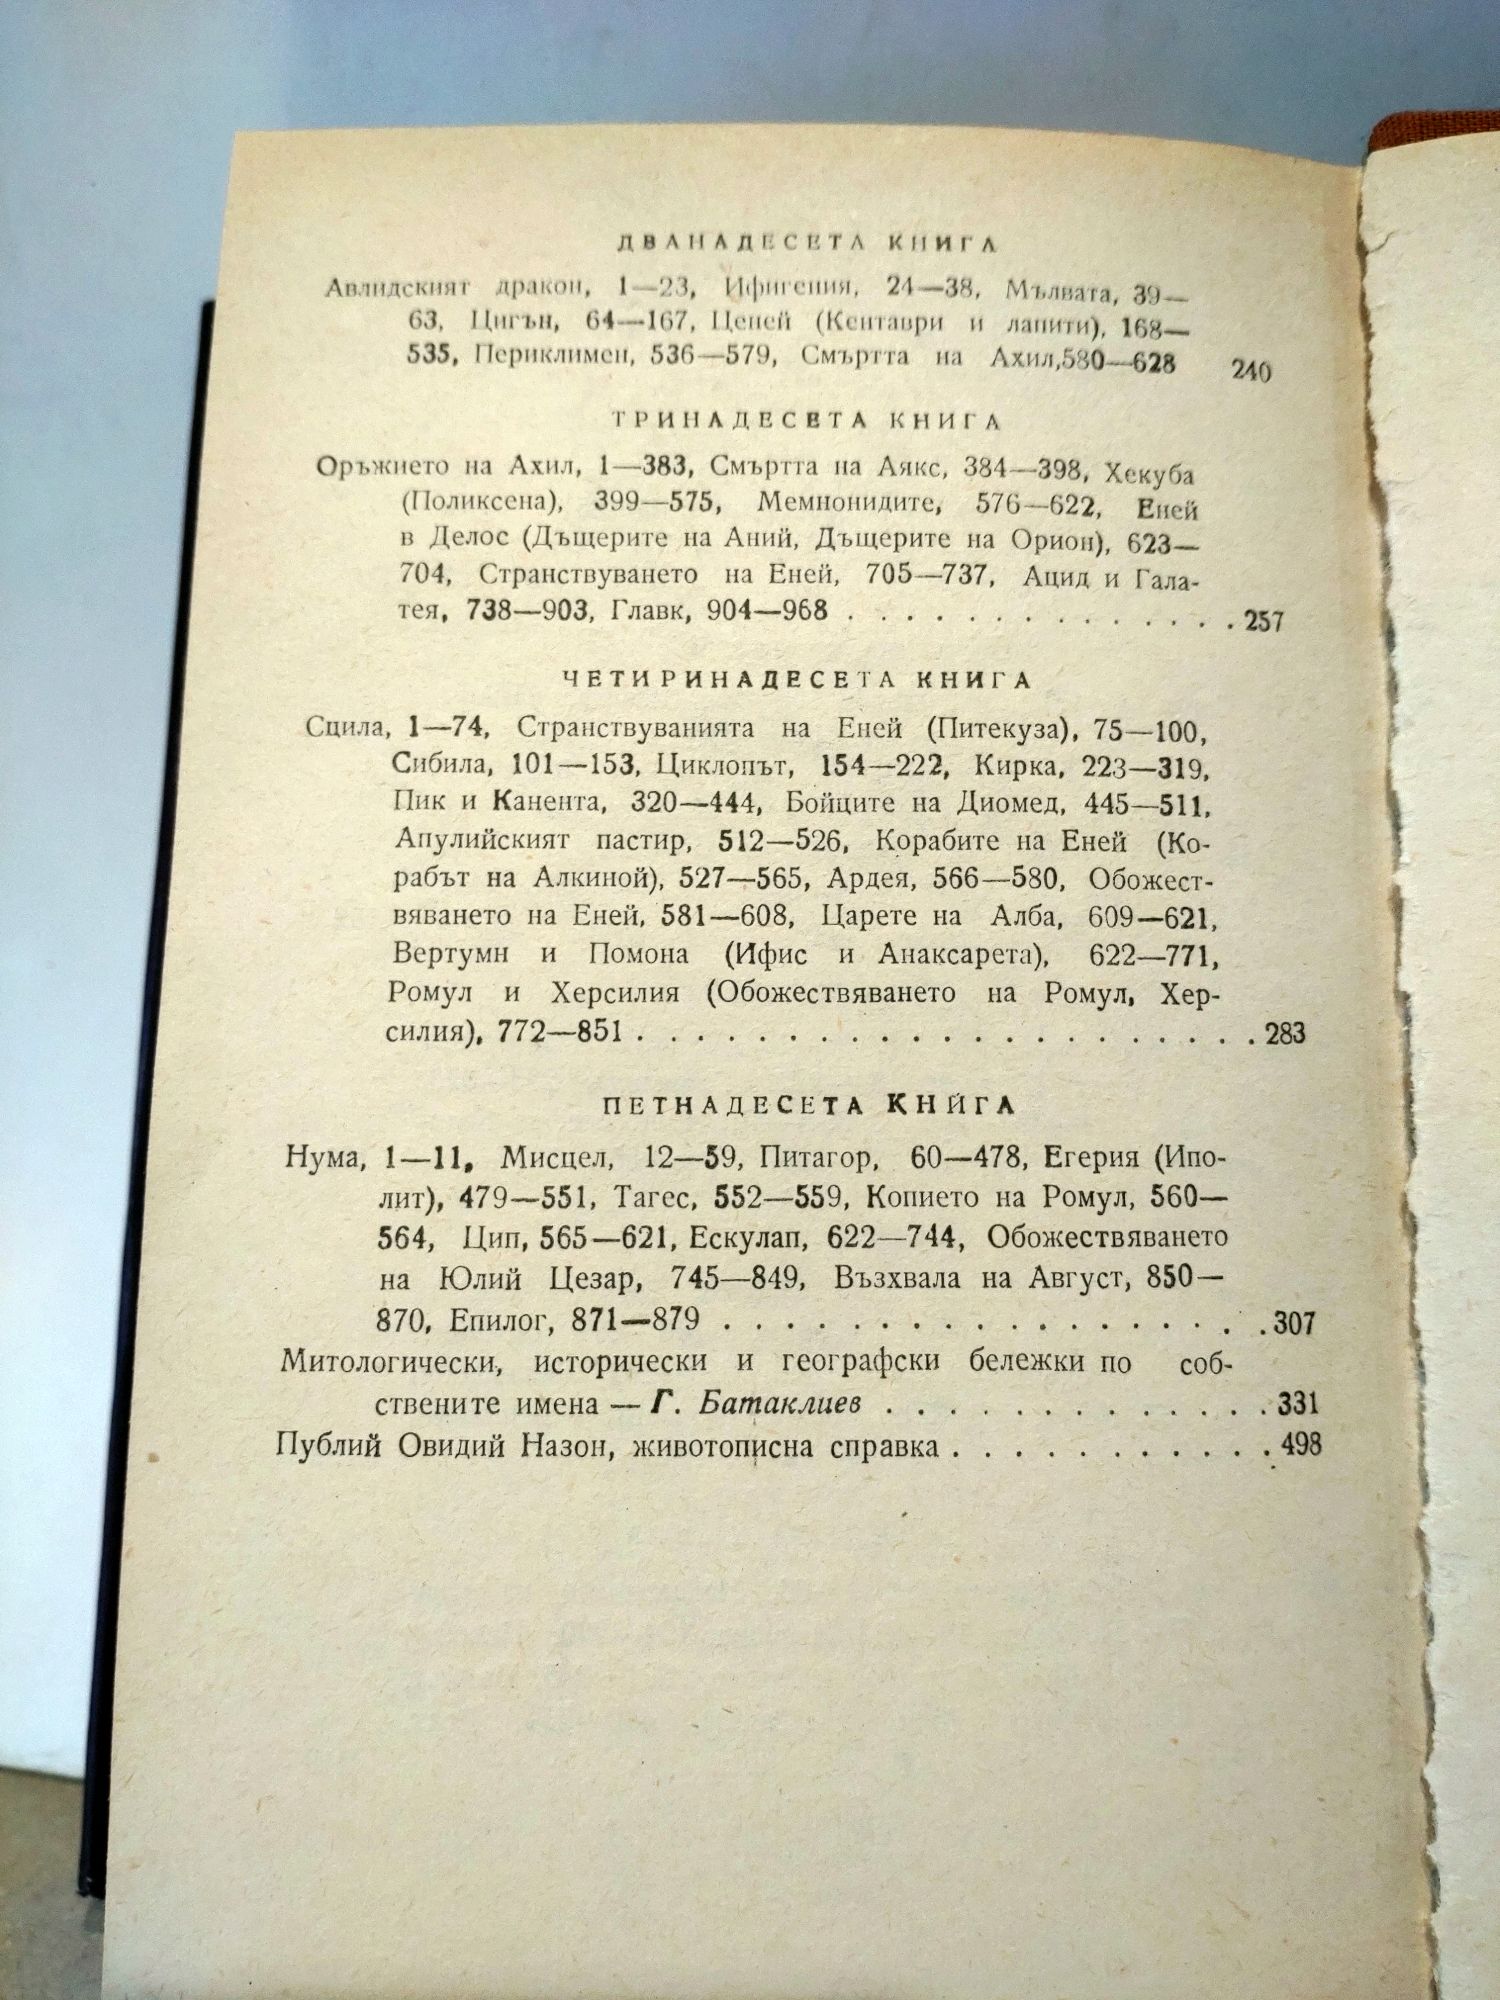 ДВАНАДЕСЕТА КНИГА
Авлидският дракон, 1—23, Ифигения, 24—38, Мълвата, 39—
63, Цигън, 64—167, Ценей (Кентаври и лапити), 168—
535, Периклимен, 536—579, Смъртта на Ахил,580—628 240
ТРИНАДЕСЕТА КНИГА
Оръжието на Ахил, 1—383, Смъртта на Аякс, 384—398, Хекуба
(Поликсена), 399—575, Мемнонидите, 576—622, Еней
в Делос (Дъщерите на Аний, Дъщерите на Орион), 623—
704, Странствуването на Еней, 705—737, Ацид и Гала-
тея, 738—903, Главк, 904—968 . . . . . . . . . . . . . . 257
ЧЕТИРИНАДЕСЕТА КНИГА
Сцила, 1—74, Странствуванията на Еней (Питекуза), 75—100,
Сибила, 101—153, Циклопът, 154—222, Кирка, 223—319,
Пик и Канента, 320—444, Бойците на Диомед, 445—511,
Апулийският пастир, 512—526, Корабите на Еней (Ко-
рабът на Алкиной), 527—565, Ардея, 566—580, Обожест-
вяването на Еней, 581—608, Царете на Алба, 609—621,
Вертумн и Помона (Ифис и Анаксарета), 622—771,
Ромул и Херсилия (Обожествяването на Ромул, Хер-
силия), 772—851 . . . . . . . . . . . . . . . . . . . . . 283
ПЕТНАДЕСЕТА КНИГА
Нума, 1—11, Мисцел, 12—59, Питагор, 60—478, Егерия (Ипо-
лит), 479—551, Тагес, 552—559, Копието на Ромул, 560—
564, Цип, 565—621, Ескулап, 622—744, Обожествяването
на Юлий Цезар, 745—849, Възхвала на Август, 850—
870, Епилог, 871—879 . . . . . . . . . . . . . . . . . . 307
Митологически, исторически и географски бележки по соб-
ствените имена — Г. Батаклиев . . . . . . . . . . . . . 331
Публий Овидий Назон, животописна справка . . . . . . . . . . . 498